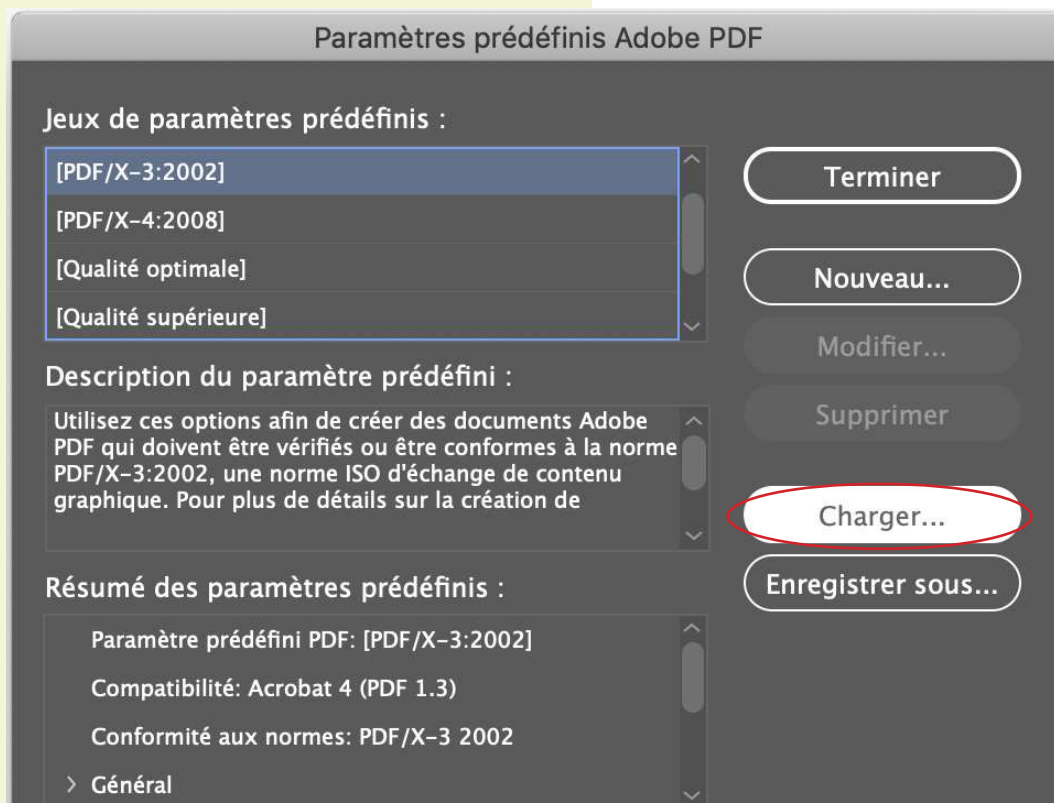 Paramètres prédéfinis Adobe PDF
Jeux de paramètres prédéfinis :
[PDF/X-3:2002]
[PDF/X-4:2008]
[Qualité optimale]
[Qualité supérieure]
Description du paramètre prédéfini :
Utilisez ces options afin de créer des documents Adobe
PDF qui doivent être vérifiés ou être conformes à la norme
PDF/X-3:2002, une norme ISO d'échange de contenu
graphique. Pour plus de détails sur la création de
Résumé des paramètres prédéfinis :
Paramètre prédéfini PDF: [PDF/X-3:2002]
Compatibilité: Acrobat 4 (PDF 1.3)
Conformité aux normes: PDF/X-3 2002
Général
Terminer
Nouveau...
Modifier...
Supprimer
Charger...
Enregistrer sous...